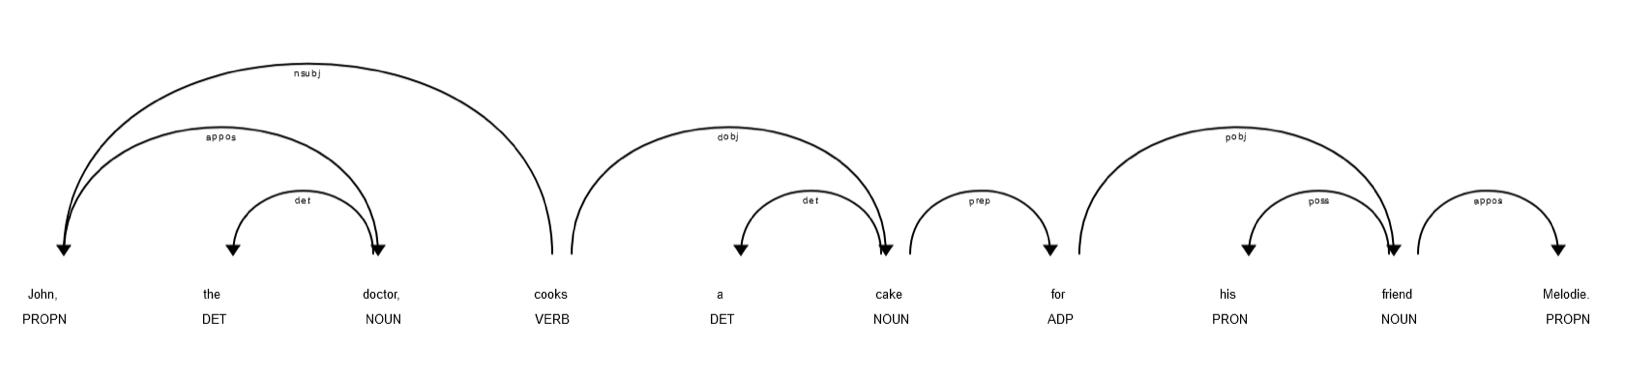 nsubj
appos dobj pobj
det det prep poss appos
John, the doctor, cooks a cake for his friend Melodie.
PROPN DET NOUN VERB DET NOUN ADP PRON NOUN PROPN